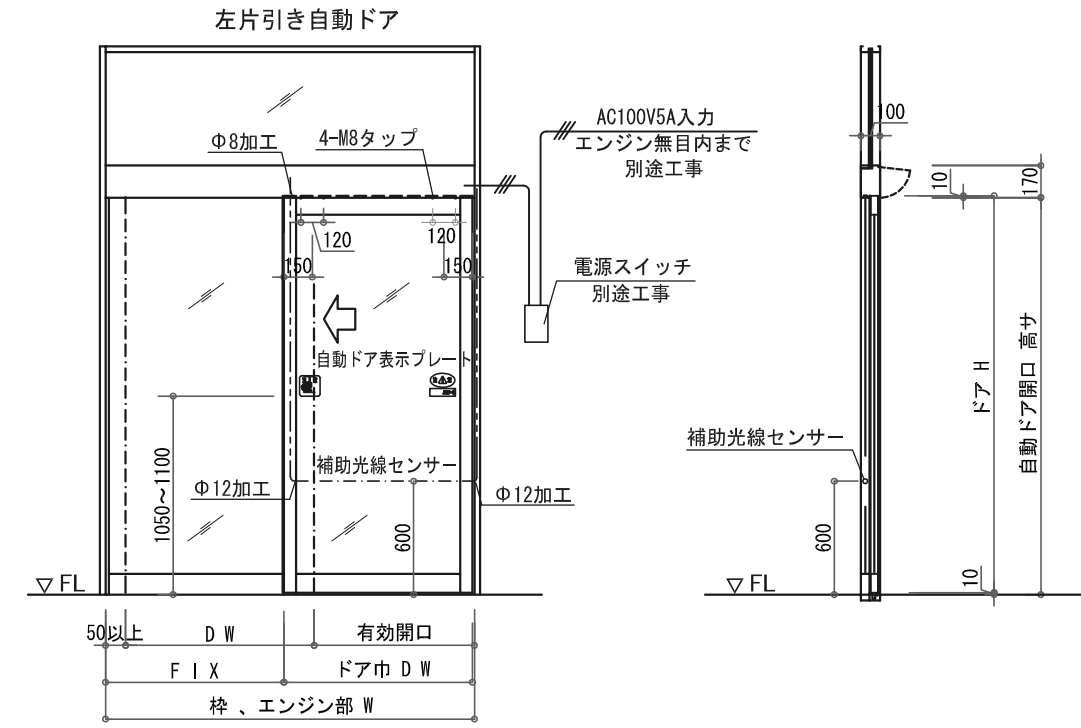 左片引き自動ドア
AC100V5A入力
エンジン無目内まで
別途工事
100
Φ8加工
4-M8タップ
10
170
120
120
150
150
電源スイッチ
別途工事
自動ドア表示プレート
ドア H
自動ドア開口 高サ
補助光線センサー
補助光線センサー
1050~1100
Φ12加工
Φ12加工
600
600
10
▽ FL
▽ FL
50以上
D W
有効開口
F I X
ドア巾 D W
枠 、エンジン部 W